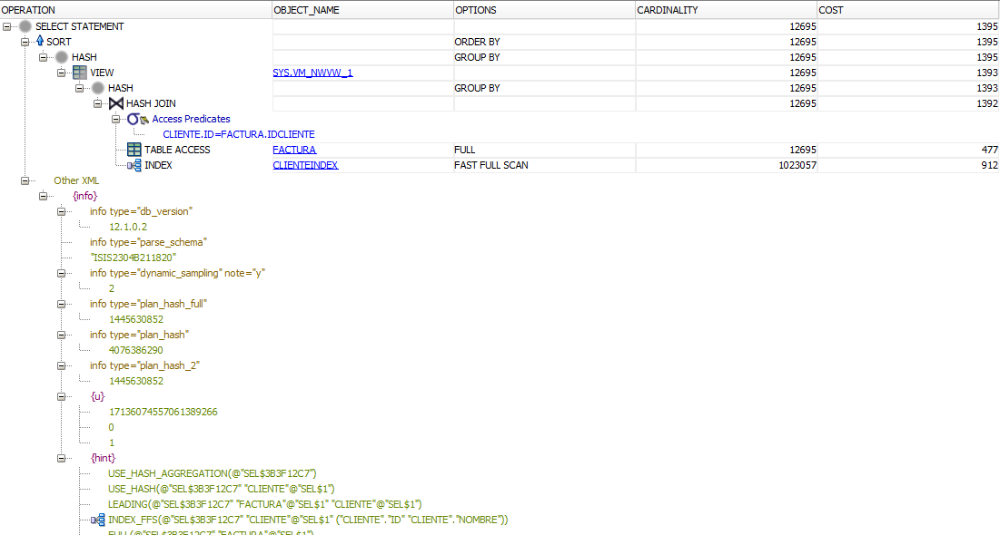 OPERATION OBJECT_NAME OPTIONS CARDINALITY COST
SELECT STATEMENT 12695 1395
SORT ORDER BY 12695 1395
HASH GROUP BY 12695 1395
VIEW SYS.VM_NWVW_1 12695 1393
HASH GROUP BY 12695 1393
HASH JOIN 12695 1392
Access Predicates
CLIENTE.ID=FACTURA.IDCLIENTE
TABLE ACCESS FACTURA FULL 12695 477
INDEX CLIENTEINDEX FAST FULL SCAN 1023057 912
Other XML
{info}
info type="db_version"
12.1.0.2
info type="parse_schema"
"ISIS2304B211820"
info type="dynamic_sampling" note="y"
2
info type="plan_hash_full"
1445630852
info type="plan_hash"
4076386290
info type="plan_hash_2"
1445630852
{u}
17136074557061389266
0
1
{hint}
USE_HASH_AGGREGATION(@"SEL$3B3F12C7")
USE_HASH(@"SEL$3B3F12C7" "CLIENTE"@"SEL$1")
LEADING(@"SEL$3B3F12C7" "FACTURA"@"SEL$1" "CLIENTE"@"SEL$1")
INDEX_FFS(@"SEL$3B3F12C7" "CLIENTE"@"SEL$1" ("CLIENTE"."ID" "CLIENTE"."NOMBRE"))
FULL(@"SEL$3B3F12C7" "FACTURA"@"SEL$1")